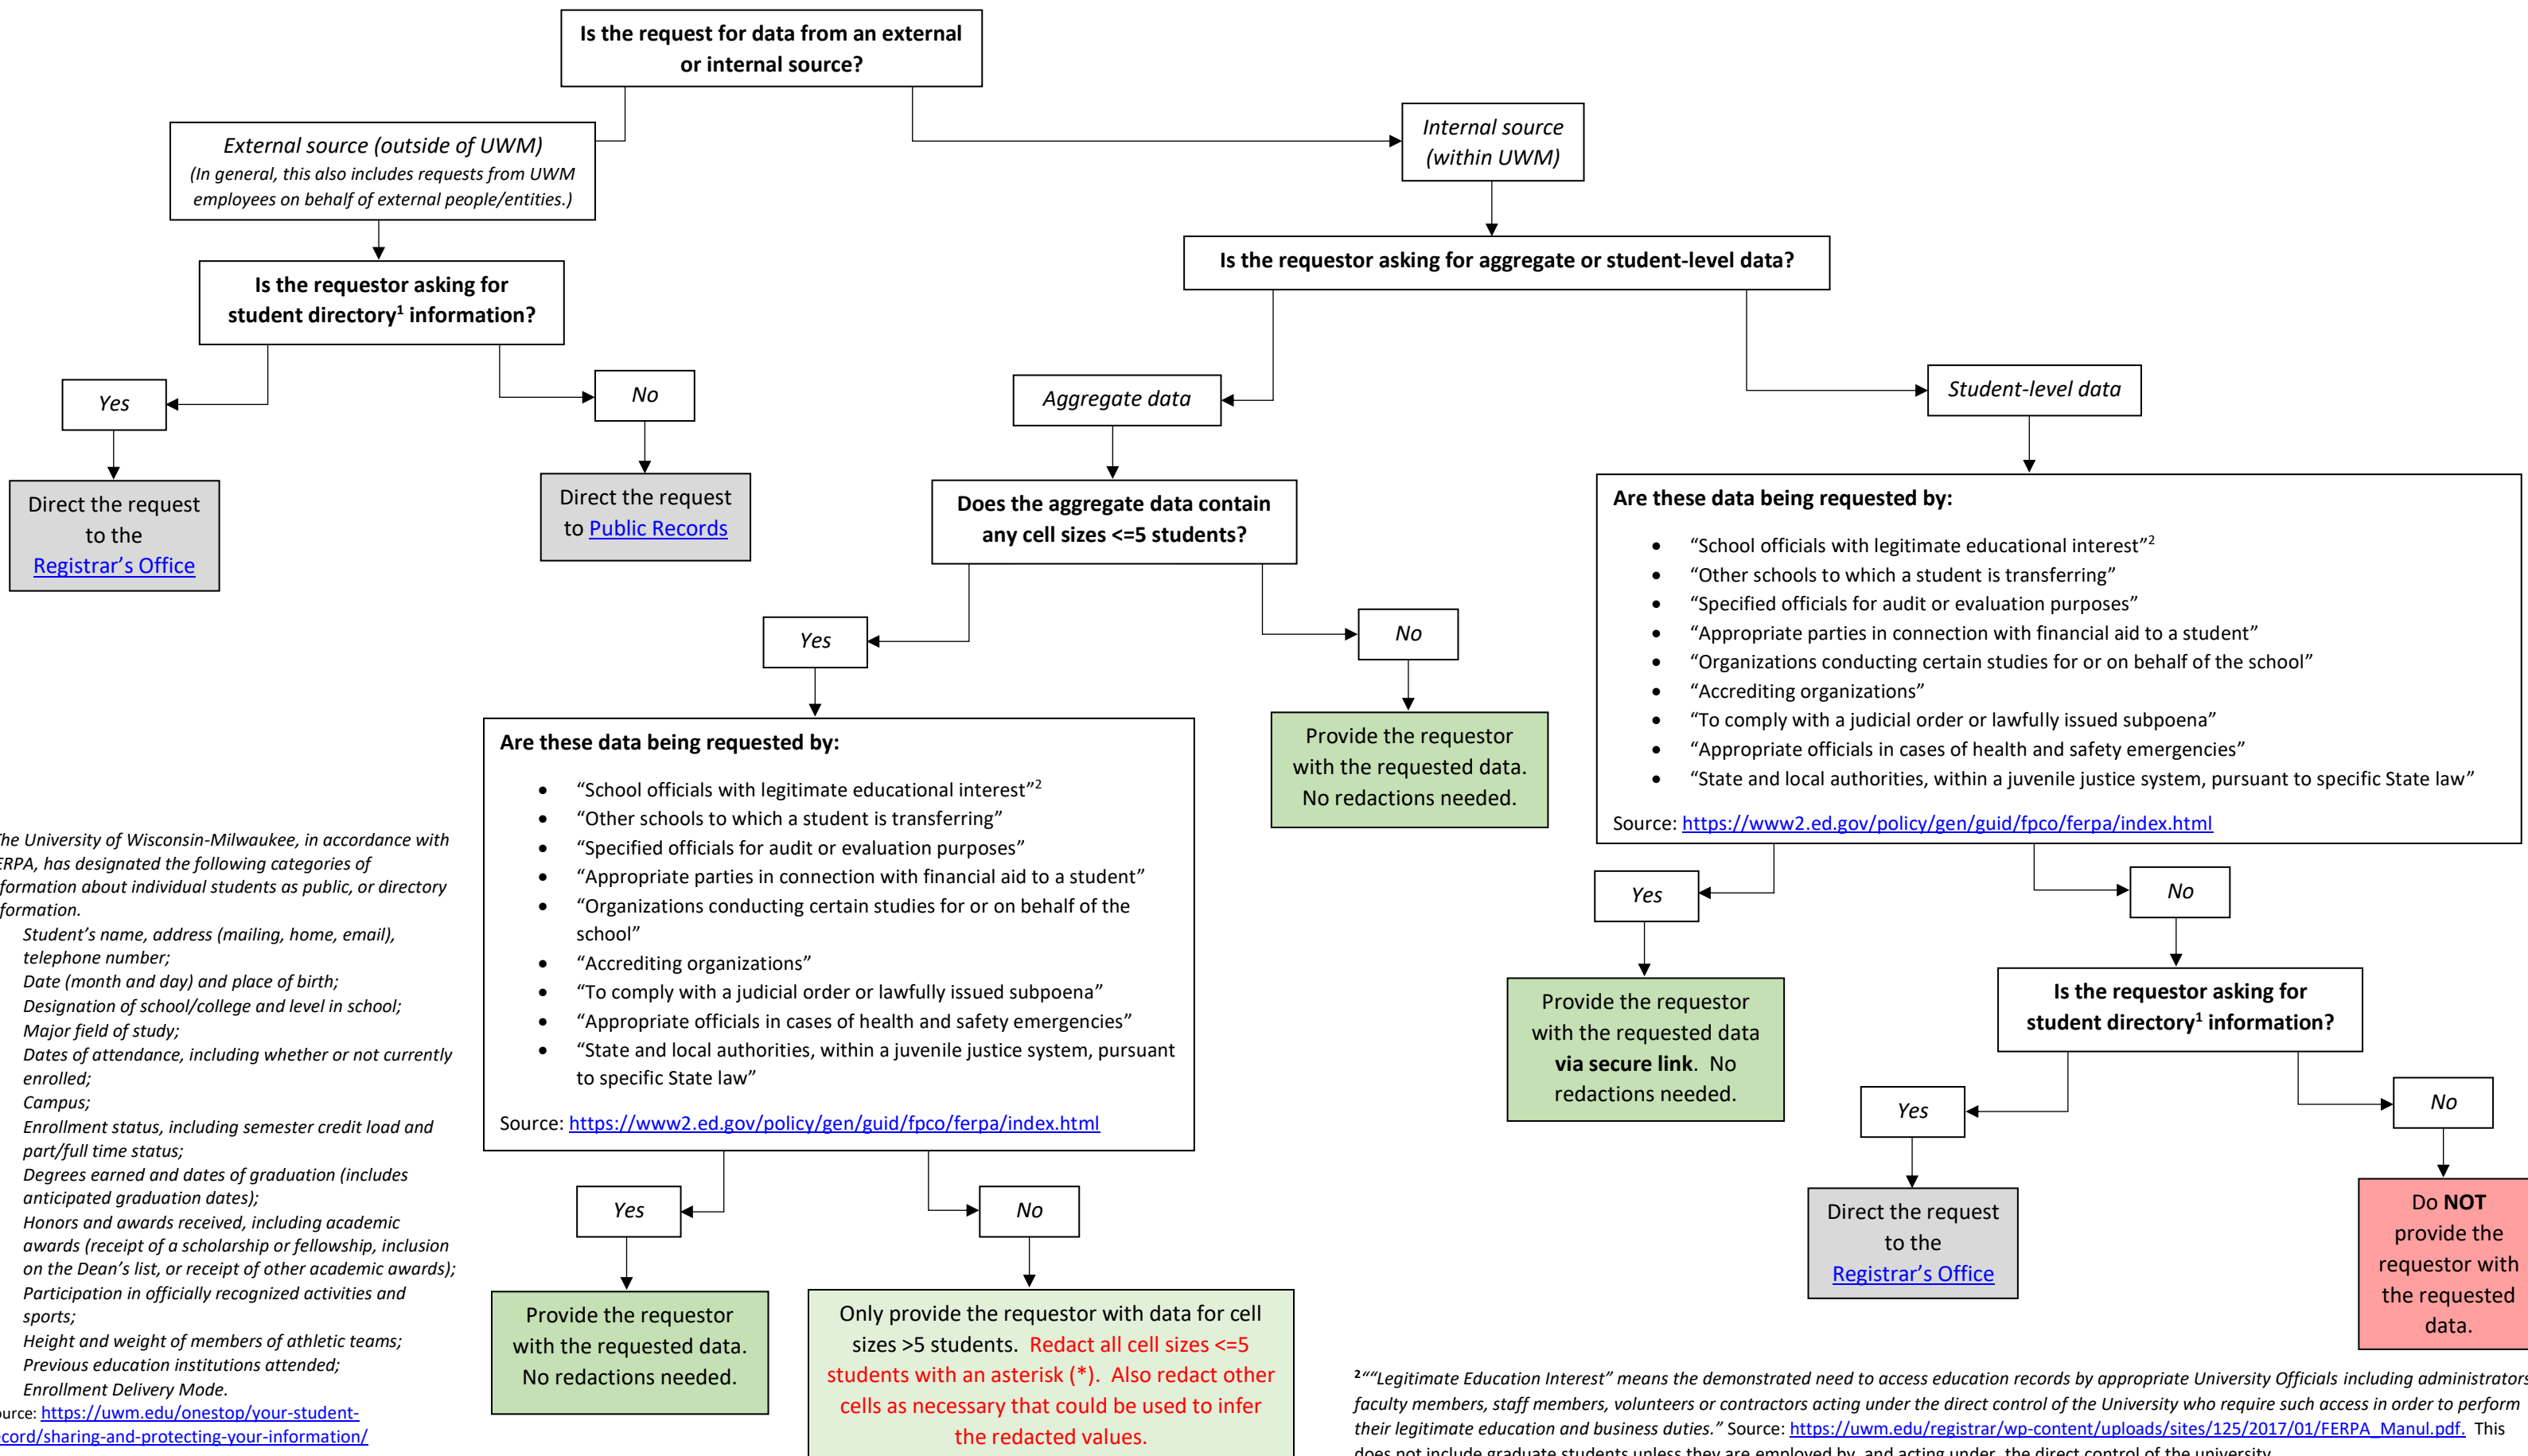 Is the request for data from an external
or internal source?
External source (outside of UWM)
(In general, this also includes requests from UWM
employees on behalf of external people/entities.)
Internal source
(within UWM)
Is the requestor asking for
student directory1 information?
Is the requestor asking for aggregate or student-level data?
Yes
No
Aggregate data
Student-level data
Direct the request
to the
Registrar’s Office
Direct the request
to Public Records
Does the aggregate data contain
any cell sizes <=5 students?
Yes
No
Provide the requestor
with the requested data.
No redactions needed.
Are these data being requested by:
• “School officials with legitimate educational interest”2
• “Other schools to which a student is transferring”
• “Specified officials for audit or evaluation purposes”
• “Appropriate parties in connection with financial aid to a student”
• “Organizations conducting certain studies for or on behalf of the school”
• “Accrediting organizations”
• “To comply with a judicial order or lawfully issued subpoena”
• “Appropriate officials in cases of health and safety emergencies”
• “State and local authorities, within a juvenile justice system, pursuant to specific State law”
Source: https://www2.ed.gov/policy/gen/guid/fpco/ferpa/index.html
Are these data being requested by:
• “School officials with legitimate educational interest”2
• “Other schools to which a student is transferring”
• “Specified officials for audit or evaluation purposes”
• “Appropriate parties in connection with financial aid to a student”
• “Organizations conducting certain studies for or on behalf of the
school”
• “Accrediting organizations”
• “To comply with a judicial order or lawfully issued subpoena”
• “Appropriate officials in cases of health and safety emergencies”
• “State and local authorities, within a juvenile justice system, pursuant
to specific State law”
Source: https://www2.ed.gov/policy/gen/guid/fpco/ferpa/index.html
Yes
No
Provide the requestor
with the requested data
via secure link. No
redactions needed.
Is the requestor asking for
student directory1 information?
Yes
No
Direct the request
to the
Registrar’s Office
Do NOT
provide the
requestor with
the requested
data.
Yes
No
Provide the requestor
with the requested data.
No redactions needed.
Only provide the requestor with data for cell
sizes >5 students. Redact all cell sizes <=5
students with an asterisk (*). Also redact other
cells as necessary that could be used to infer
the redacted values.
The University of Wisconsin-Milwaukee, in accordance with
ERPA, has designated the following categories of
formation about individual students as public, or directory
formation.
Student’s name, address (mailing, home, email),
telephone number;
Date (month and day) and place of birth;
Designation of school/college and level in school;
Major field of study;
Dates of attendance, including whether or not currently
enrolled;
Campus;
Enrollment status, including semester credit load and
part/full time status;
Degrees earned and dates of graduation (includes
anticipated graduation dates);
Honors and awards received, including academic
awards (receipt of a scholarship or fellowship, inclusion
on the Dean’s list, or receipt of other academic awards);
Participation in officially recognized activities and
sports;
Height and weight of members of athletic teams;
Previous education institutions attended;
Enrollment Delivery Mode.
ource: https://uwm.edu/onestop/your-student-
ecord/sharing-and-protecting-your-information/
2““Legitimate Education Interest” means the demonstrated need to access education records by appropriate University Officials including administrators
faculty members, staff members, volunteers or contractors acting under the direct control of the University who require such access in order to perform
their legitimate education and business duties.” Source: https://uwm.edu/registrar/wp-content/uploads/sites/125/2017/01/FERPA_Manul.pdf. This
does not include graduate students unless they are employed by, and acting under, the direct control of the university